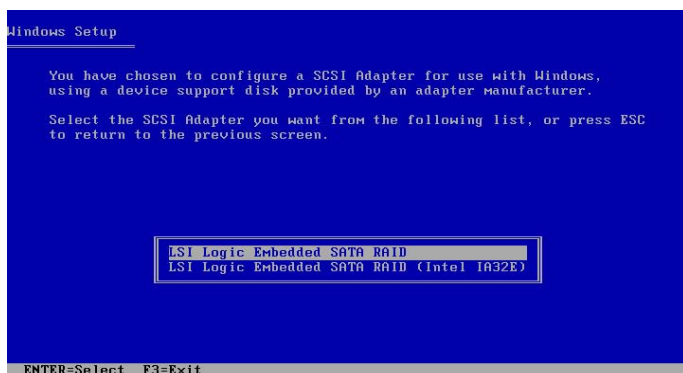 Windows Setup
You have chosen to configure a SCSI Adapter for use with Windows,
using a device support disk provided by an adapter manufacturer.
Select the SCSI Adapter you want from the following list, or press ESC
to return to the previous screen.
LSI Logic Embedded SATA RAID
LSI Logic Embedded SATA RAID (Intel IA32E)
ENTER=Select  F3=Exit